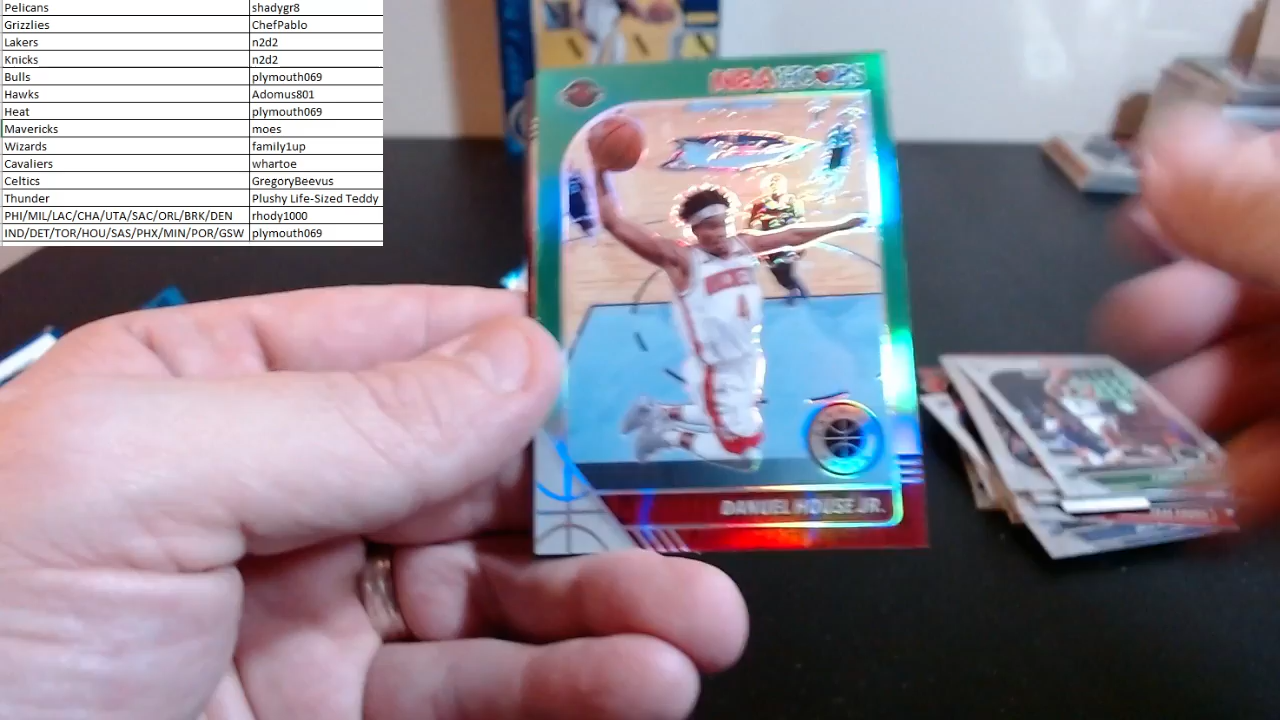 Pelicans shadygr8
Grizzlies ChefPablo
Lakers n2d2
Knicks n2d2
Bulls plymouth069
Hawks Adomus801
Heat plymouth069
Mavericks moes
Wizards family1up
Cavaliers whartoe
Celtics GregoryBeevus
Thunder Plushy Life-Sized Teddy
PHI/MIL/LAC/CHA/UTA/SAC/ORL/BRK/DEN rhody1000
IND/DET/TOR/HOU/SAS/PHX/MIN/POR/GSW plymouth069
NBA HOOPS
4
DANUEL HOUSE JR.